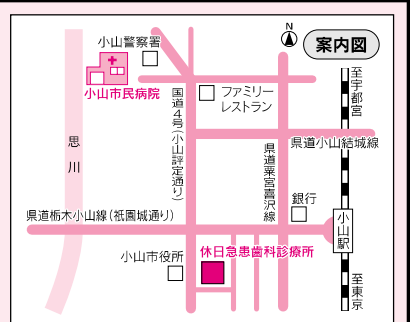 N
案内図
小山警察署
小山市民病院
ファミリー
レストラン
至宇都宮
国道4号(小山評定通り)
思川
県道小山結城線
県道粟宮喜沢線
銀行
県道栃木小山線(祇園城通り)
小山駅
小山市役所
休日急患歯科診療所
至東京